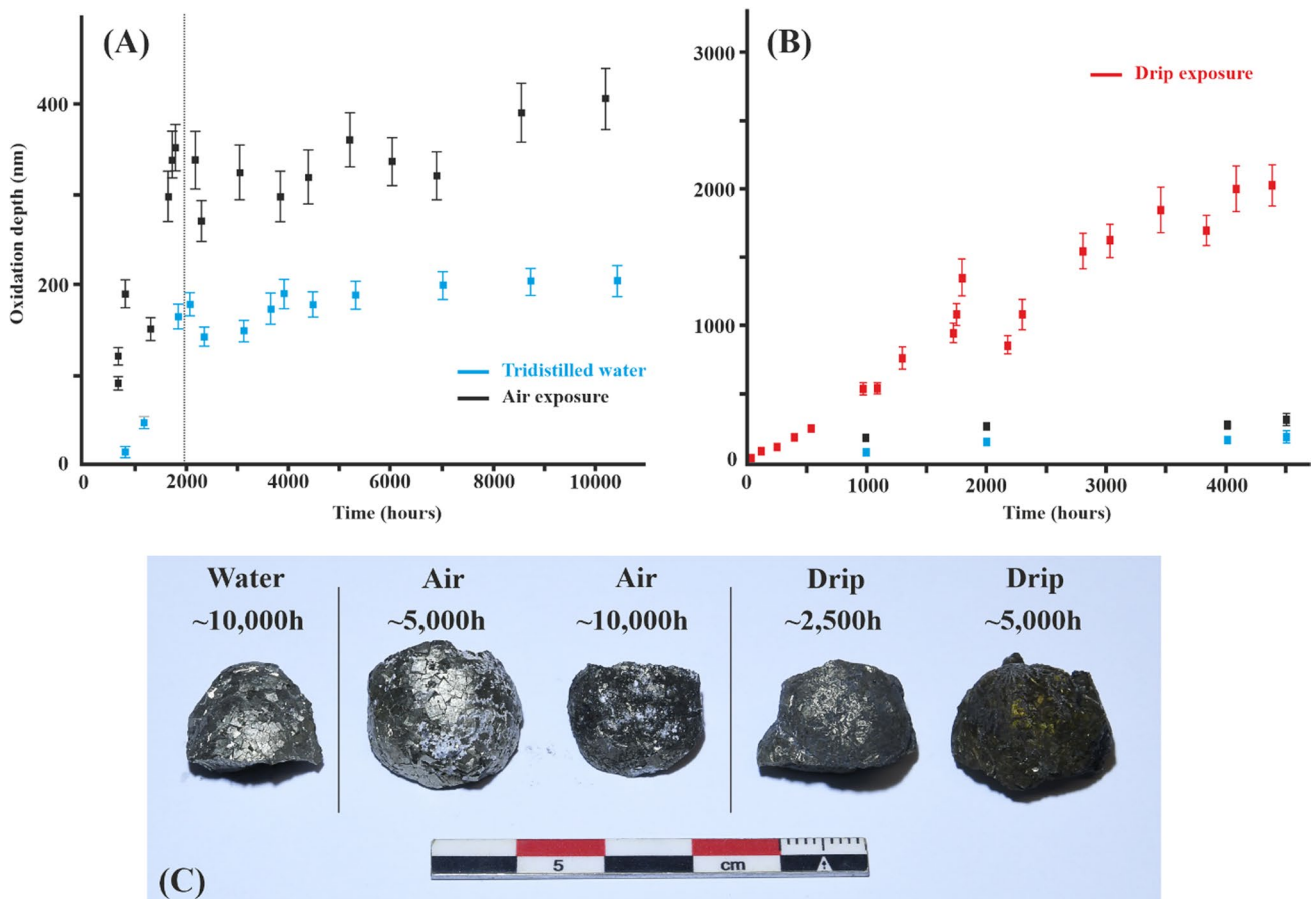 (A)
Oxidation depth (nm)
400
200
0
Tridistilled water
Air exposure
0 2000 4000 6000 8000 10000
Time (hours)
(B)
3000
2000
1000
0
Drip exposure
1000 2000 3000 4000
Time (hours)
Water
~10,000h
Air
~5,000h
Air
~10,000h
Drip
~2,500h
Drip
~5,000h
5 cm A
(C)